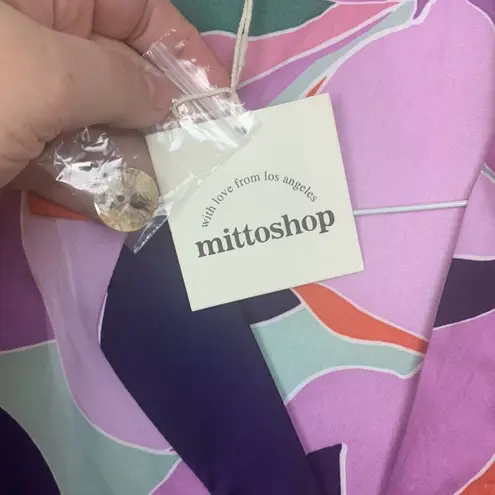 with love from los angeles
mittoshop